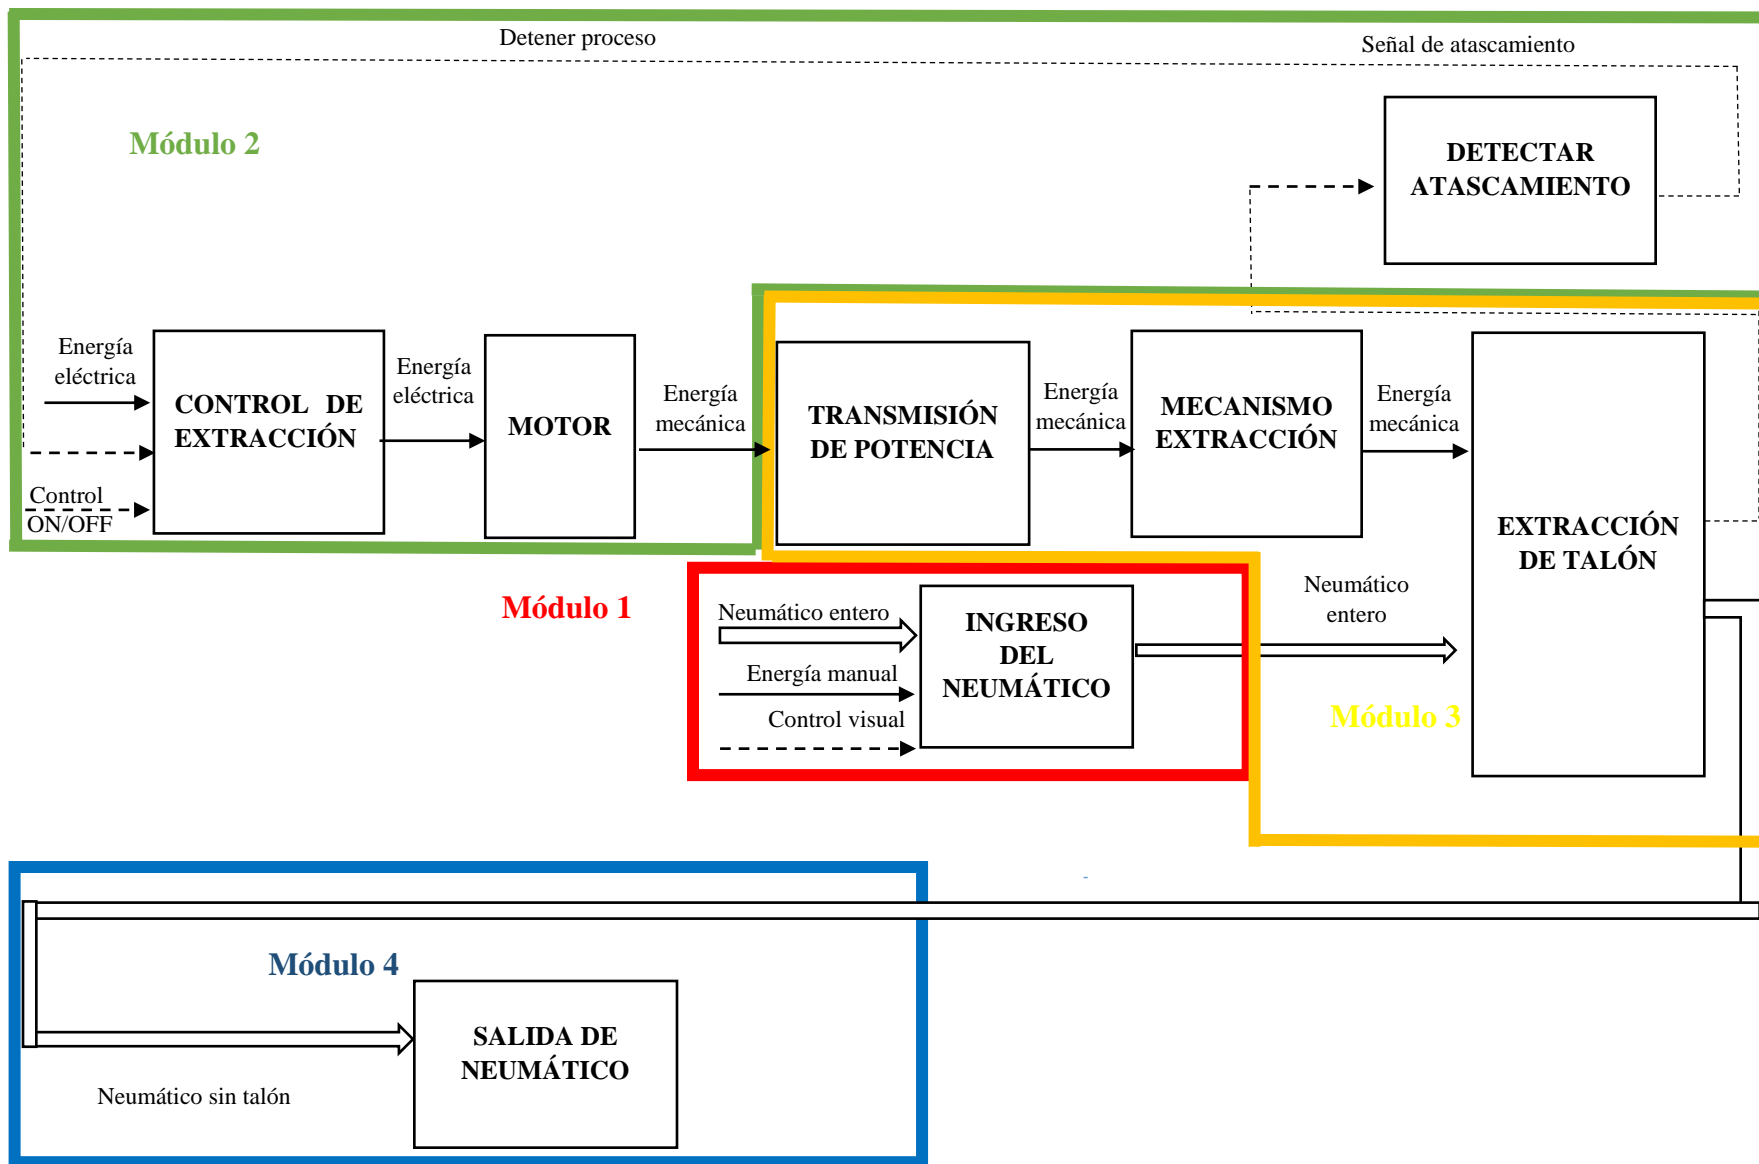 Detener proceso
Señal de atascamiento
Módulo 2
DETECTAR
ATASCAMIENTO
Energía
eléctrica
CONTROL DE
EXTRACCIÓN
Control
ON/OFF
Energía
eléctrica
MOTOR
Energía
mecánica
TRANSMISIÓN
DE POTENCIA
Energía
mecánica
MECANISMO
EXTRACCIÓN
Energía
mecánica
EXTRACCIÓN
DE TALÓN
Módulo 1
Neumático entero
Energía manual
Control visual
INGRESO
DEL
NEUMÁTICO
Neumático
entero
Módulo 3
Módulo 4
SALIDA DE
NEUMÁTICO
Neumático sin talón